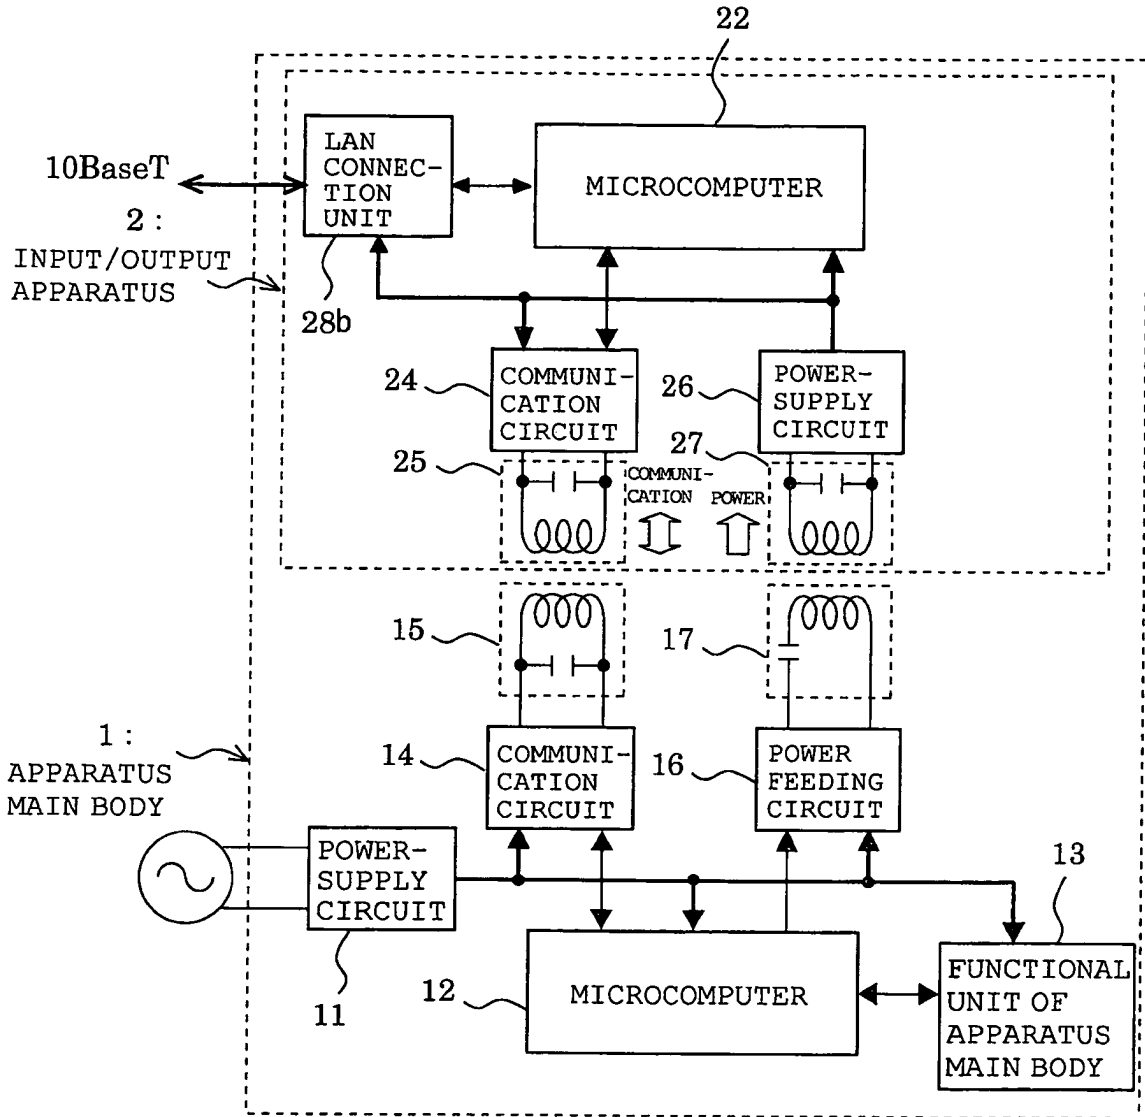 22
LAN
CONNEC-
TION
UNIT
MICROCOMPUTER
10BaseT
2 :
INPUT/OUTPUT
APPARATUS
28b
24
COMMUNI-
CATION
CIRCUIT
26
POWER-
SUPPLY
CIRCUIT
25
COMMUNI-
CATION
POWER
27
15
17
1 :
APPARATUS
MAIN BODY
14
COMMUNI-
CATION
CIRCUIT
16
POWER
FEEDING
CIRCUIT
POWER-
SUPPLY
CIRCUIT
11
13
12
MICROCOMPUTER
FUNCTIONAL
UNIT OF
APPARATUS
MAIN BODY